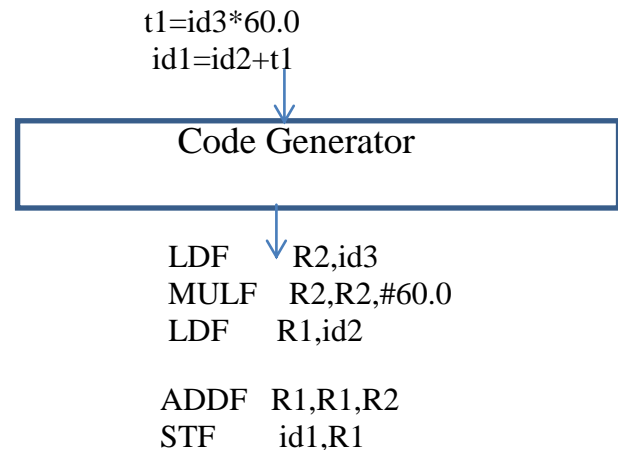 t1=id3*60.0
id1=id2+t1
Code Generator
LDF R2,id3
MULF R2,R2,#60.0
LDF R1,id2
ADDF R1,R1,R2
STF id1,R1